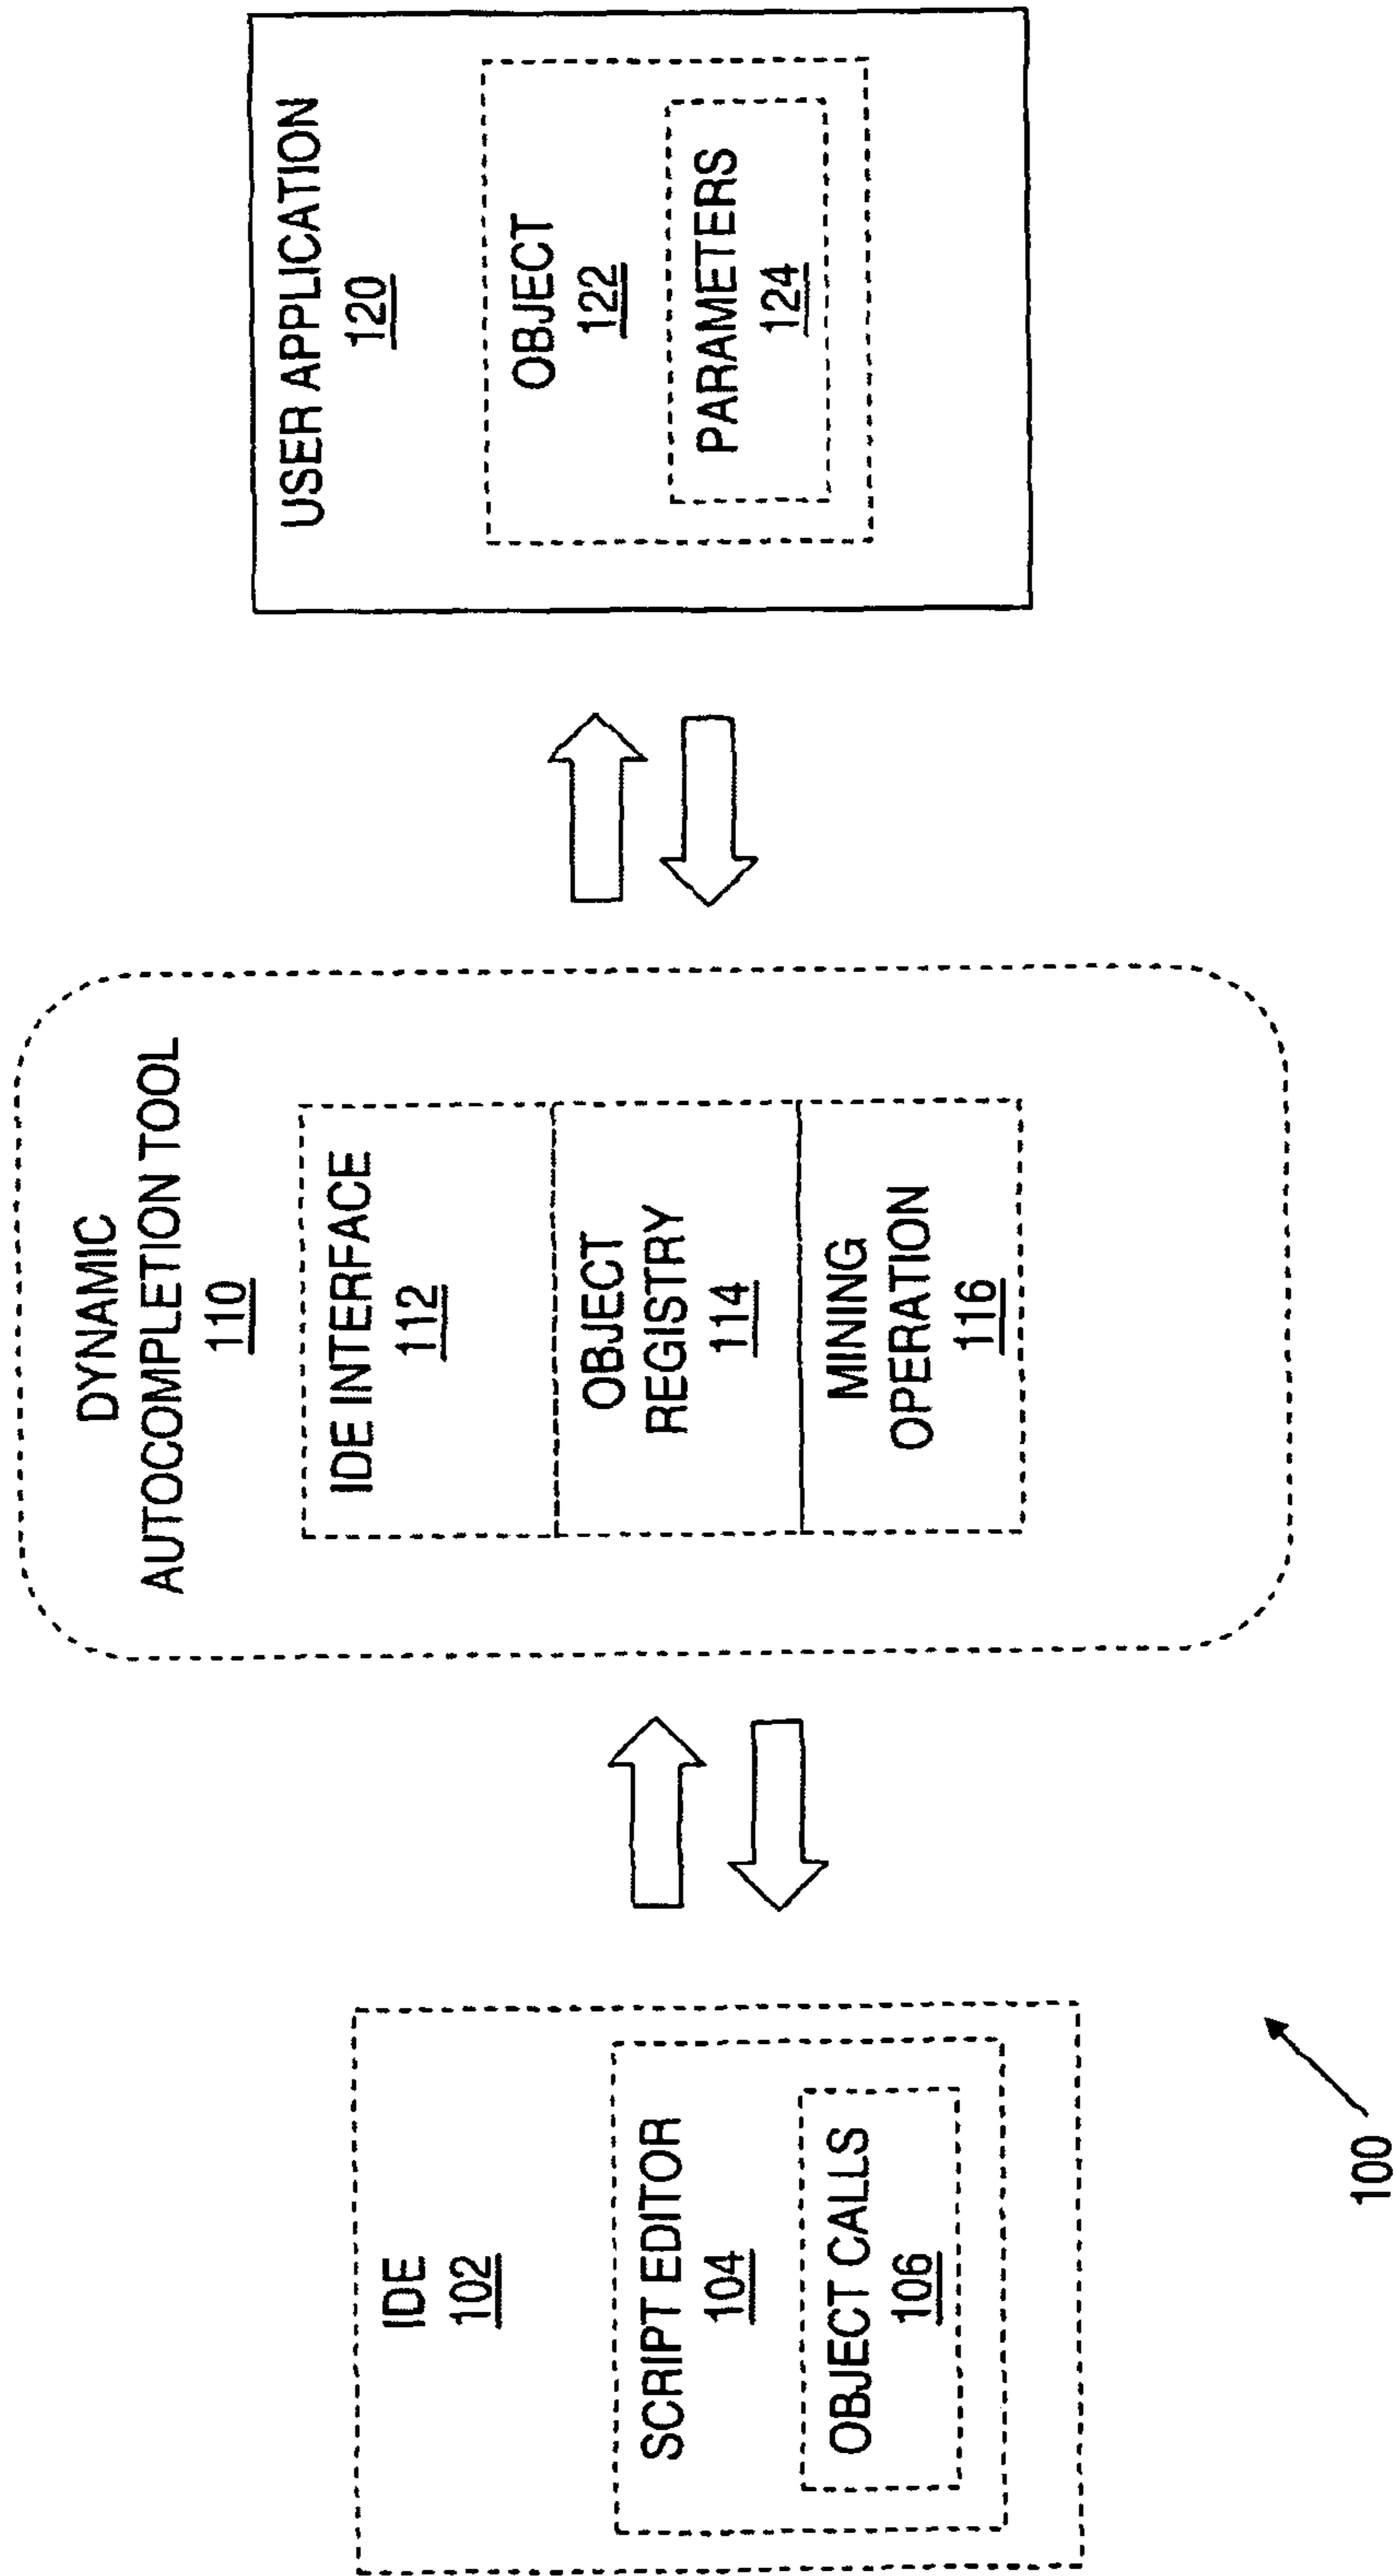 IDE
102
SCRIPT EDITOR
104
OBJECT CALLS
106
DYNAMIC
AUTOCOMPLETION TOOL
110
IDE INTERFACE
112
OBJECT
REGISTRY
114
MINING
OPERATION
116
USER APPLICATION
120
OBJECT
122
PARAMETERS
124
100